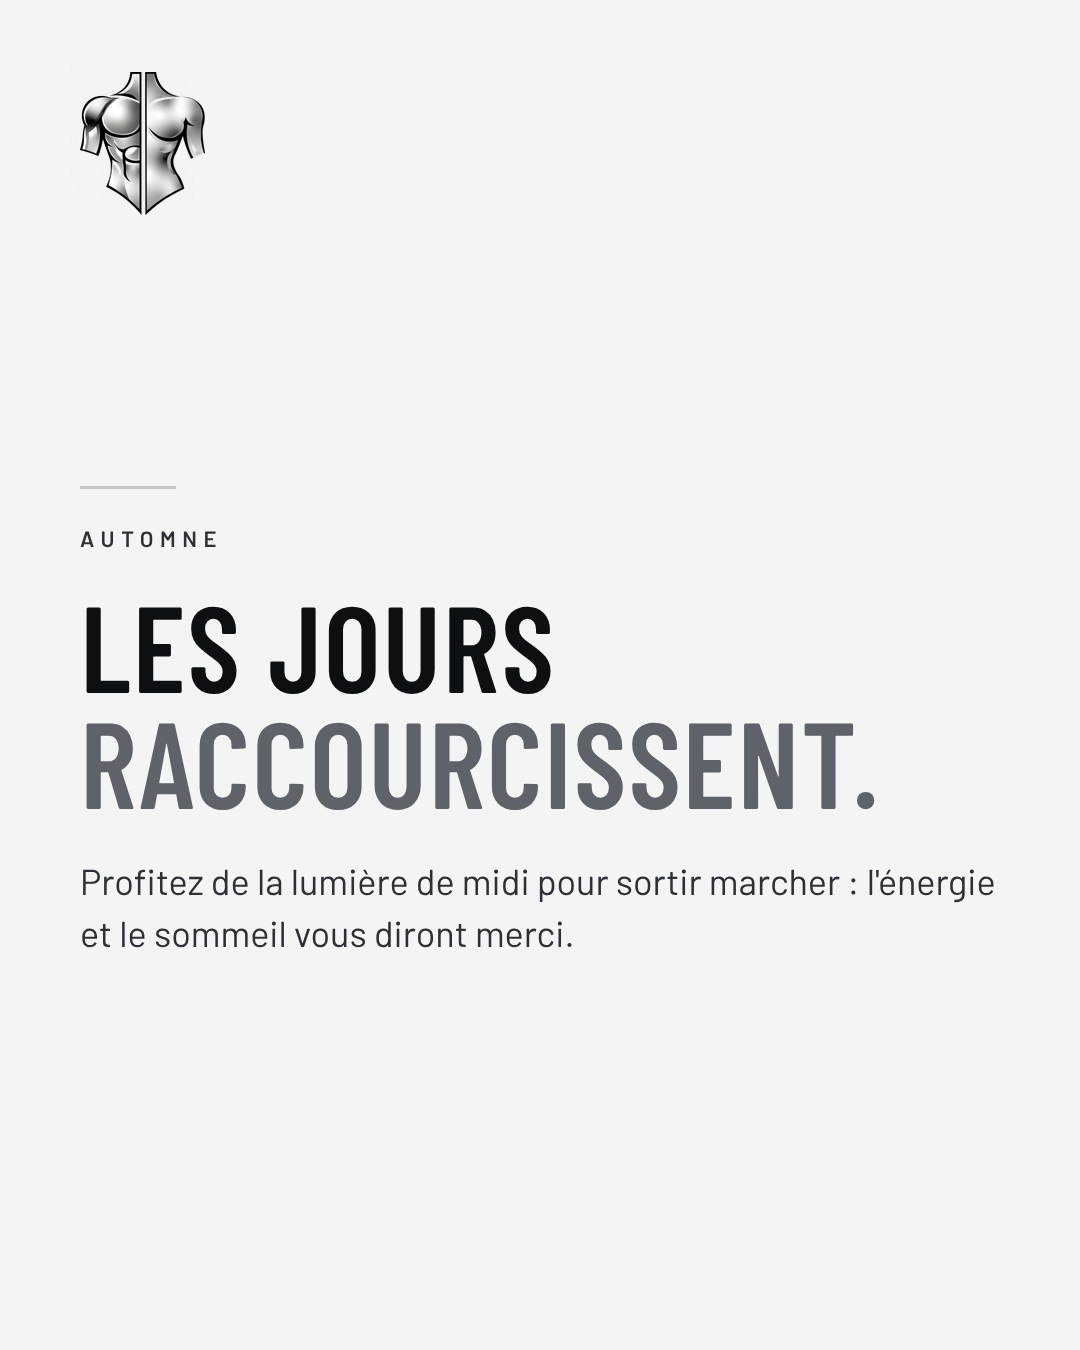 AUTOMNE
LES JOURS
RACCOURCISSENT.
Profitez de la lumière de midi pour sortir marcher : l'énergie
et le sommeil vous diront merci.